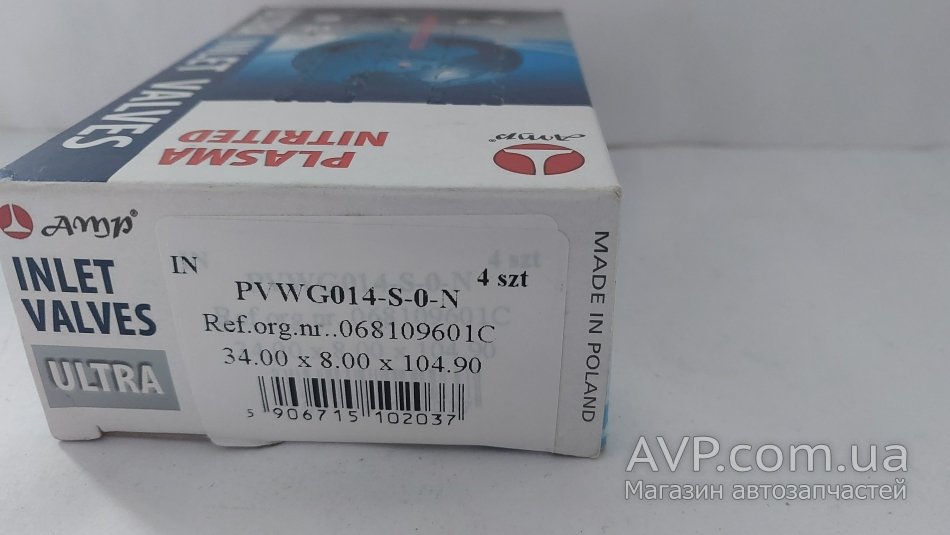 INLET VALVES
PLASMA
NITRITED
AMP®
AMP®
INLET
VALVES
ULTRA
IN
4 szt
PVWG014-S-0-N
Ref.org.nr..068109601C
34.00 x 8.00 x 104.90
5 906715 102037
MADE IN POLAND
AVP.com.ua
Магазин автозапчастей